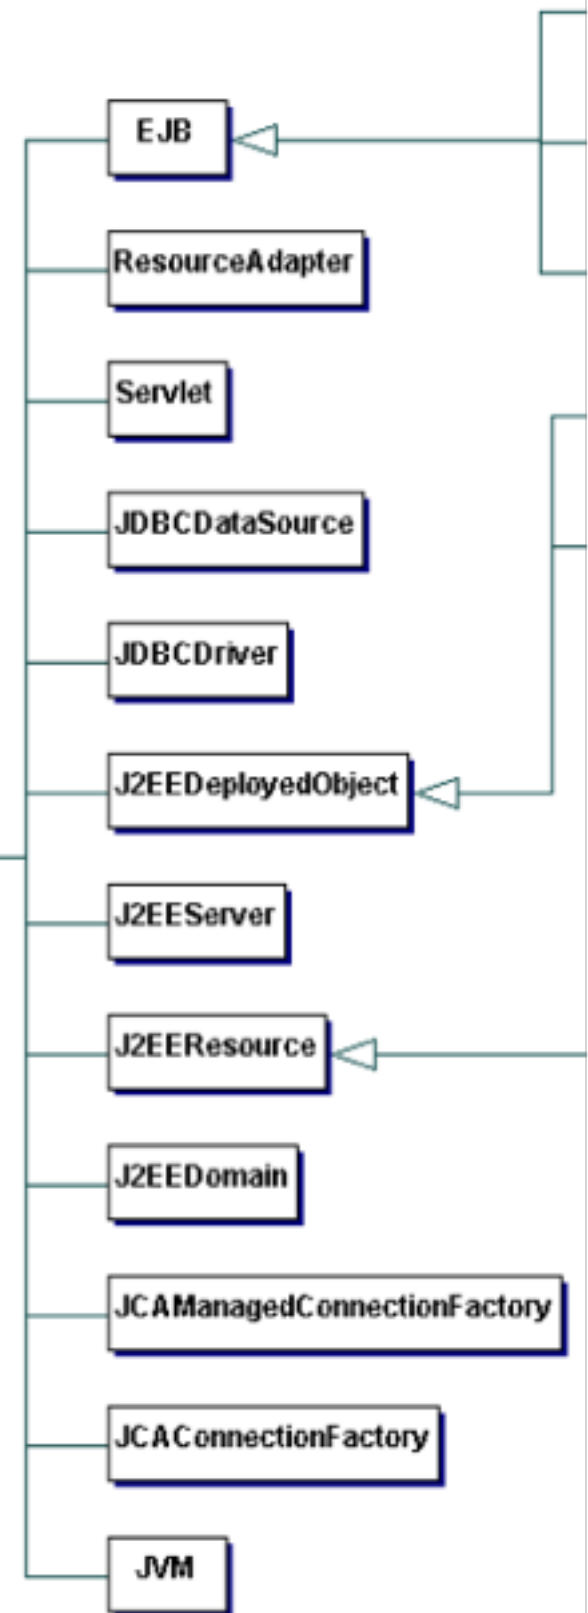 EJB
ResourceAdapter
Servlet
JDBCDataSource
JDBCDriver
J2EEDeployedObject
J2EEServer
J2EEResource
J2EEDomain
JCAManagedConnectionFactory
JCAConnectionFactory
JVM